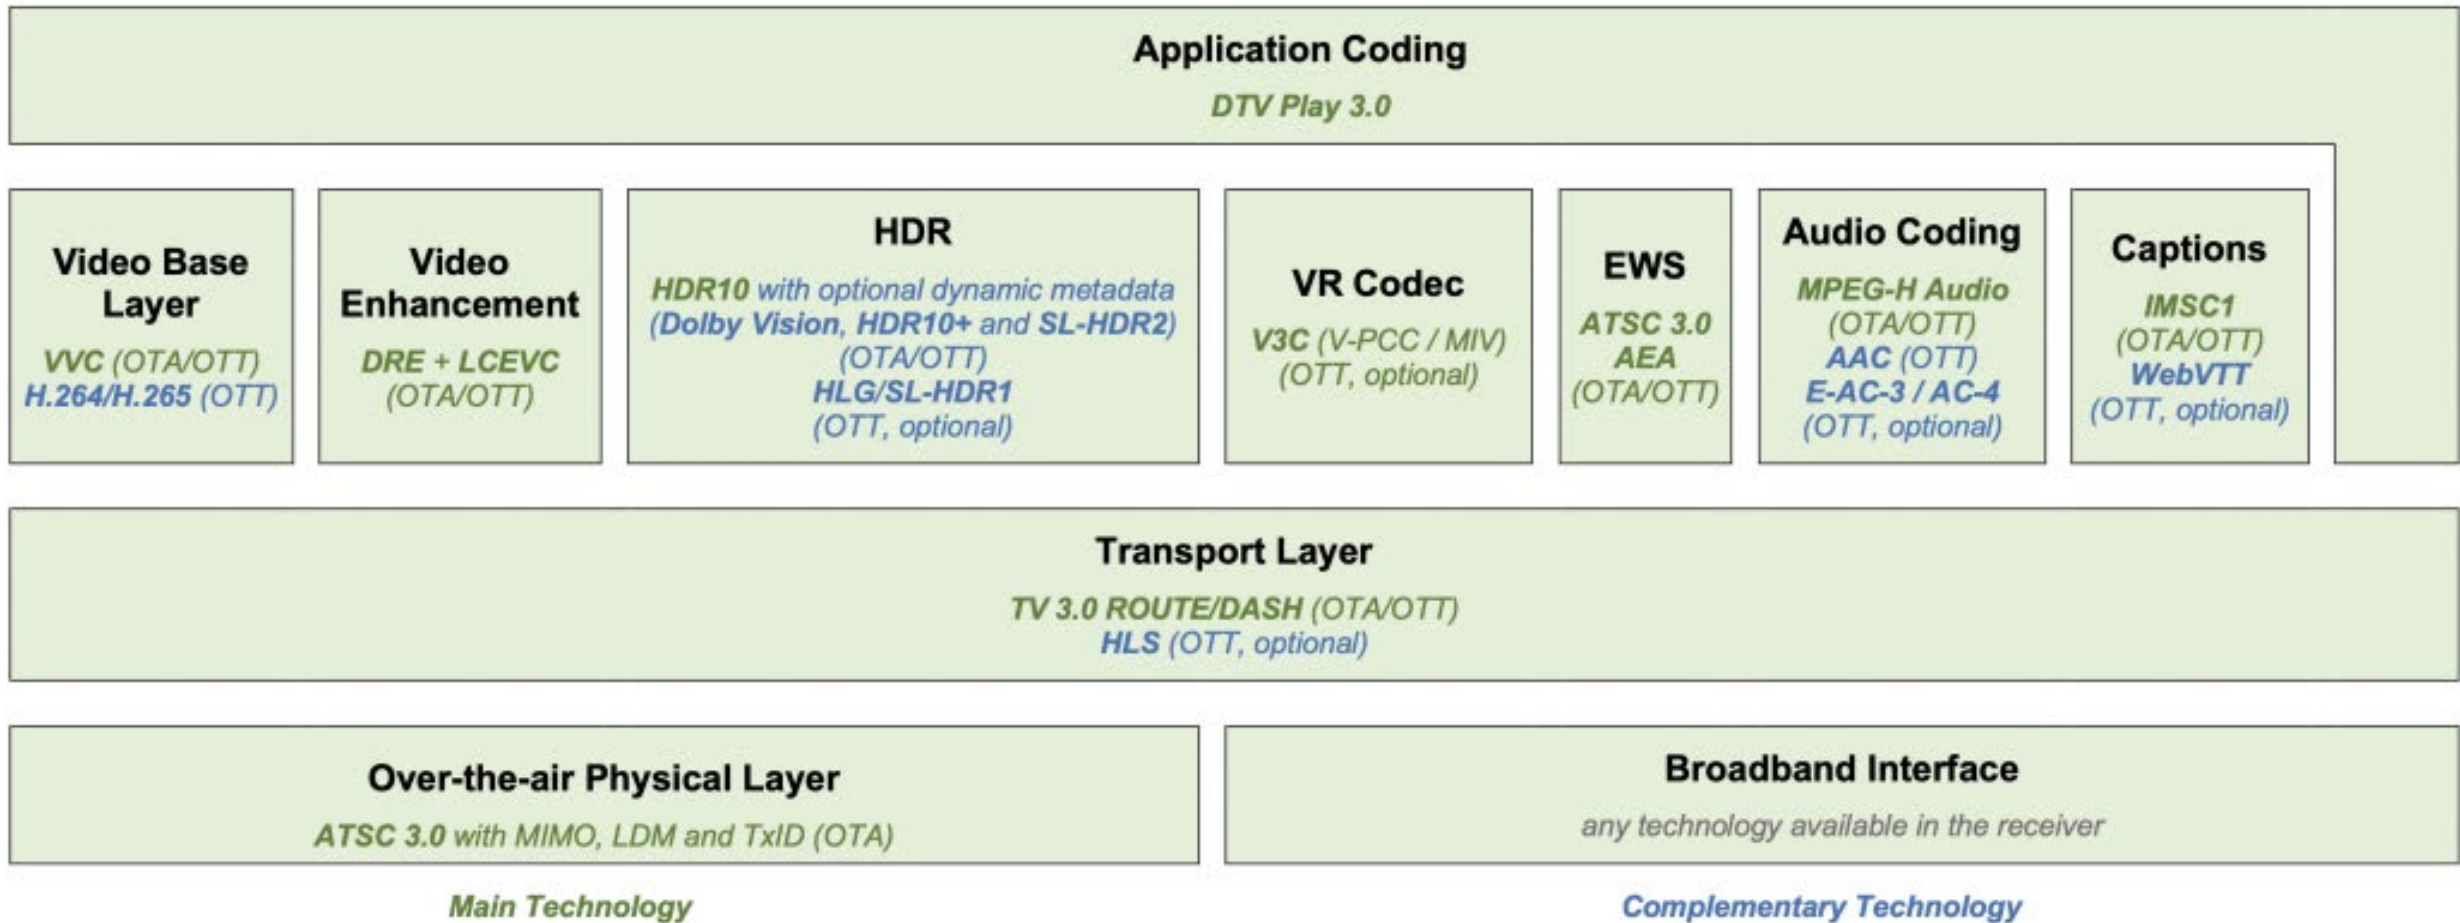 Application Coding
DTV Play 3.0
Video Base
Layer
VVC (OTA/OTT)
H.264/H.265 (OTT)
Video
Enhancement
DRE + LCEVC
(OTA/OTT)
HDR
HDR10 with optional dynamic metadata
(Dolby Vision, HDR10+ and SL-HDR2)
(OTA/OTT)
HLG/SL-HDR1
(OTT, optional)
VR Codec
V3C (V-PCC / MIV)
(OTT, optional)
EWS
ATSC 3.0
AEA
(OTA/OTT)
Audio Coding
MPEG-H Audio
(OTA/OTT)
AAC (OTT)
E-AC-3 / AC-4
(OTT, optional)
Captions
IMSC1
(OTA/OTT)
WebVTT
(OTT, optional)
Transport Layer
TV 3.0 ROUTE/DASH (OTA/OTT)
HLS (OTT, optional)
Over-the-air Physical Layer
ATSC 3.0 with MIMO, LDM and TxID (OTA)
Broadband Interface
any technology available in the receiver
Main Technology
Complementary Technology